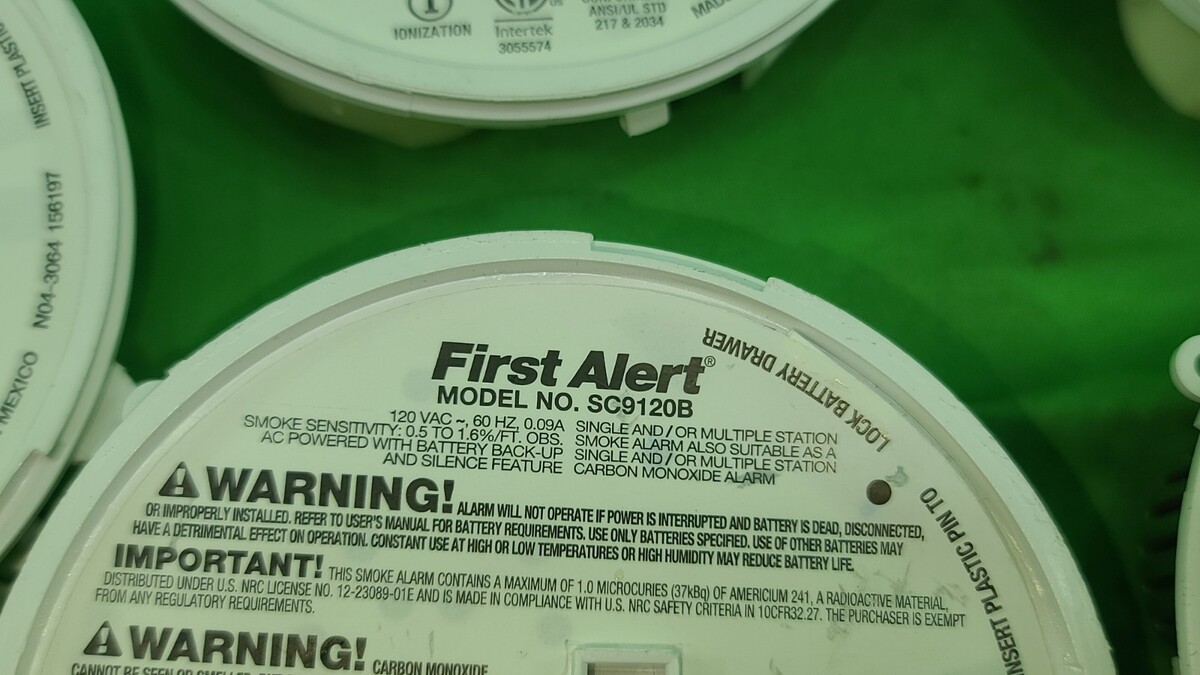 IONIZATION
Intertek
3055574
ANSI/UL STD
217 & 2034
MADE
INSERT PLASTIC
N04-3064 156197
MEXICO
First Alert®
MODEL NO. SC9120B
120 VAC ~, 60 HZ, 0.09A
SMOKE SENSITIVITY: 0.5 TO 1.6%/FT. OBS.
AC POWERED WITH BATTERY BACK-UP
AND SILENCE FEATURE
SINGLE AND / OR MULTIPLE STATION
SMOKE ALARM ALSO SUITABLE AS A
SINGLE AND / OR MULTIPLE STATION
CARBON MONOXIDE ALARM
LOCK BATTERY DRAWER
INSERT PLASTIC PIN TO
WARNING! ALARM WILL NOT OPERATE IF POWER IS INTERRUPTED AND BATTERY IS DEAD, DISCONNECTED,
OR IMPROPERLY INSTALLED. REFER TO USER'S MANUAL FOR BATTERY REQUIREMENTS. USE ONLY BATTERIES SPECIFIED. USE OF OTHER BATTERIES MAY
HAVE A DETRIMENTAL EFFECT ON OPERATION. CONSTANT USE AT HIGH OR LOW TEMPERATURES OR HIGH HUMIDITY MAY REDUCE BATTERY LIFE.
IMPORTANT! THIS SMOKE ALARM CONTAINS A MAXIMUM OF 1.0 MICROCURIES (37kBq) OF AMERICIUM 241, A RADIOACTIVE MATERIAL,
DISTRIBUTED UNDER U.S. NRC LICENSE NO. 12-23089-01E AND IS MADE IN COMPLIANCE WITH U.S. NRC SAFETY CRITERIA IN 10CFR32.27. THE PURCHASER IS EXEMPT
FROM ANY REGULATORY REQUIREMENTS.
WARNING! CARBON MONOXIDE
CANNOT BE SEEN OR SMELLED.
INSERT PLASTIC